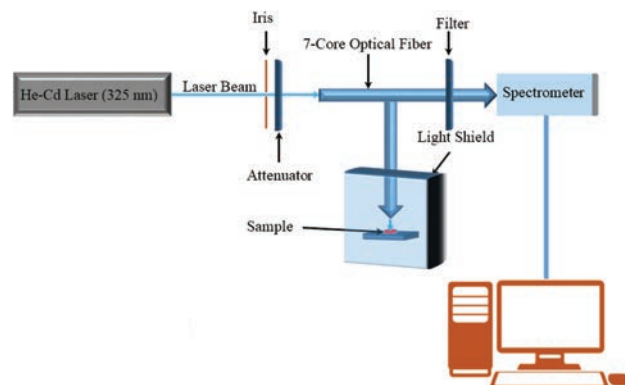 Iris
Filter
7-Core Optical Fiber
He-Cd Laser (325 nm)
Laser Beam
Spectrometer
Light Shield
Attenuator
Sample